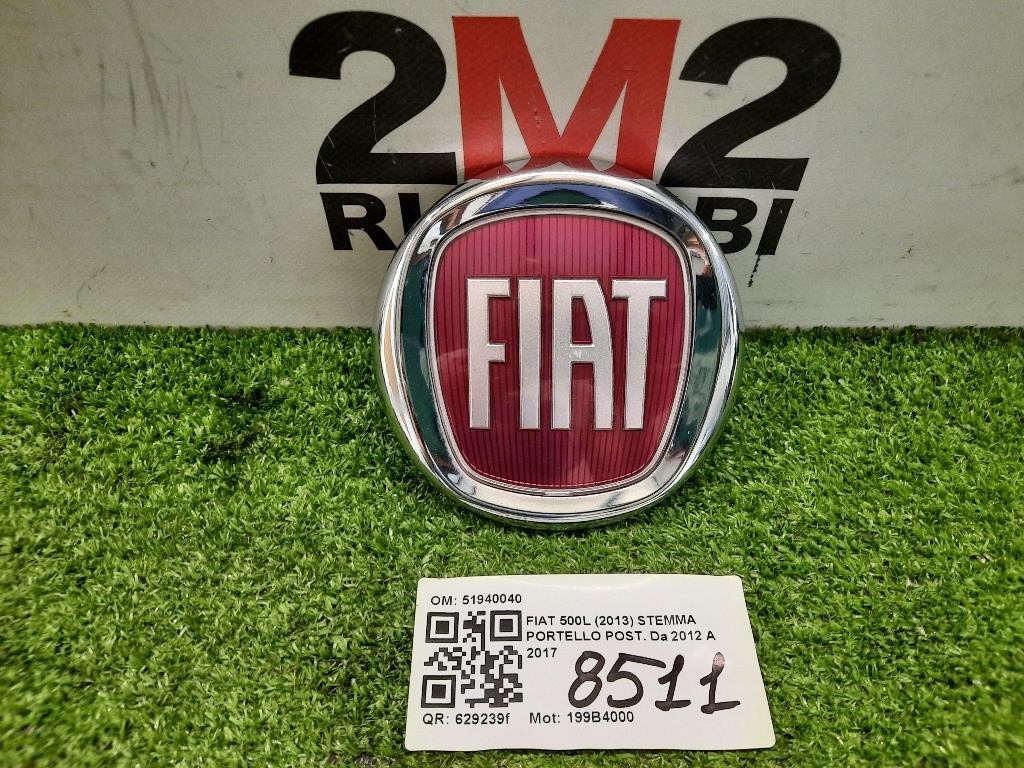 2M2
RI BI
FIAT
OM: 51940040
FIAT 500L (2013) STEMMA
PORTELLO POST. Da 2012 A
2017
8511
QR: 629239f Mot: 199B4000